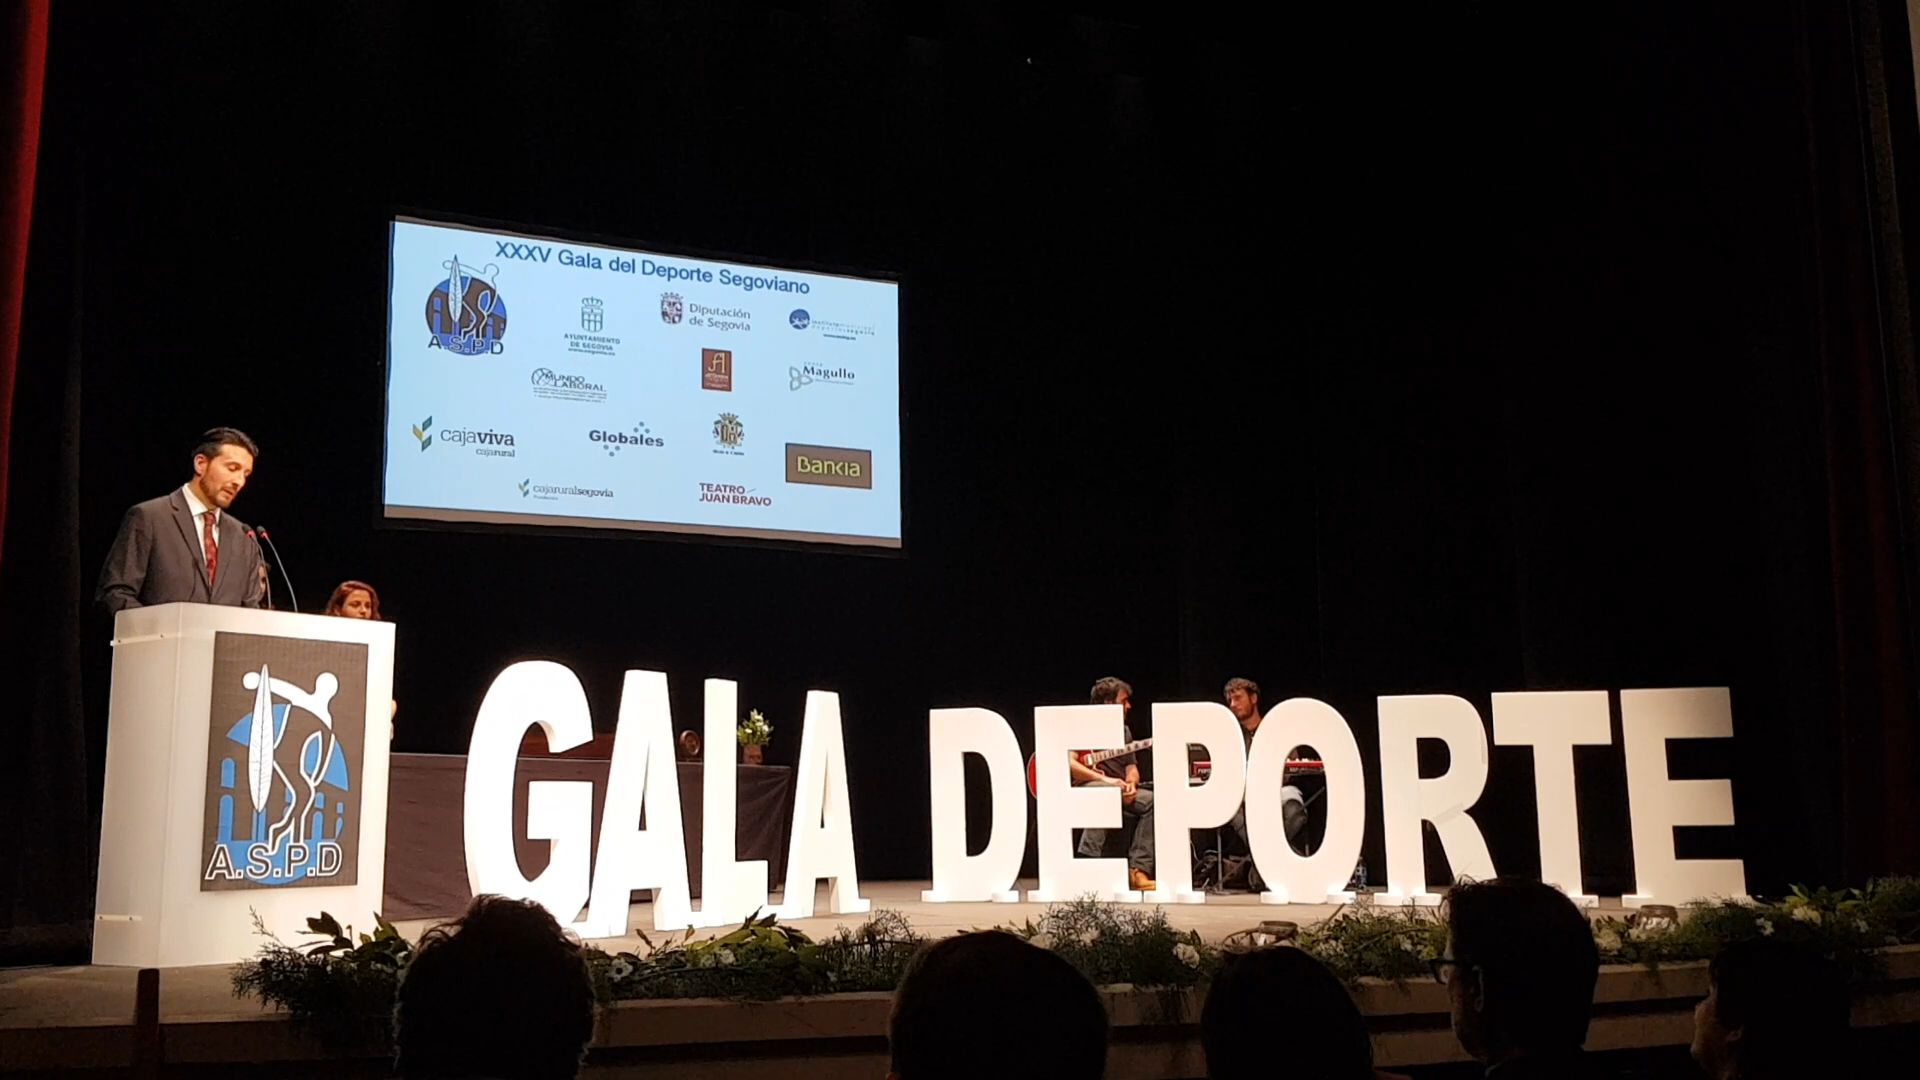 XXXV Gala del Deporte Segoviano
A.S.P.D
AYUNTAMIENTO
DE SEGOVIA
Diputación
de Segovia
MUNDO
LABORAL
Magullo
cajaviva
cajarural
Globales
Bankia
cajaruralsegovia
TEATRO
JUAN BRAVO
A.S.P.D
GALA DEPORTE